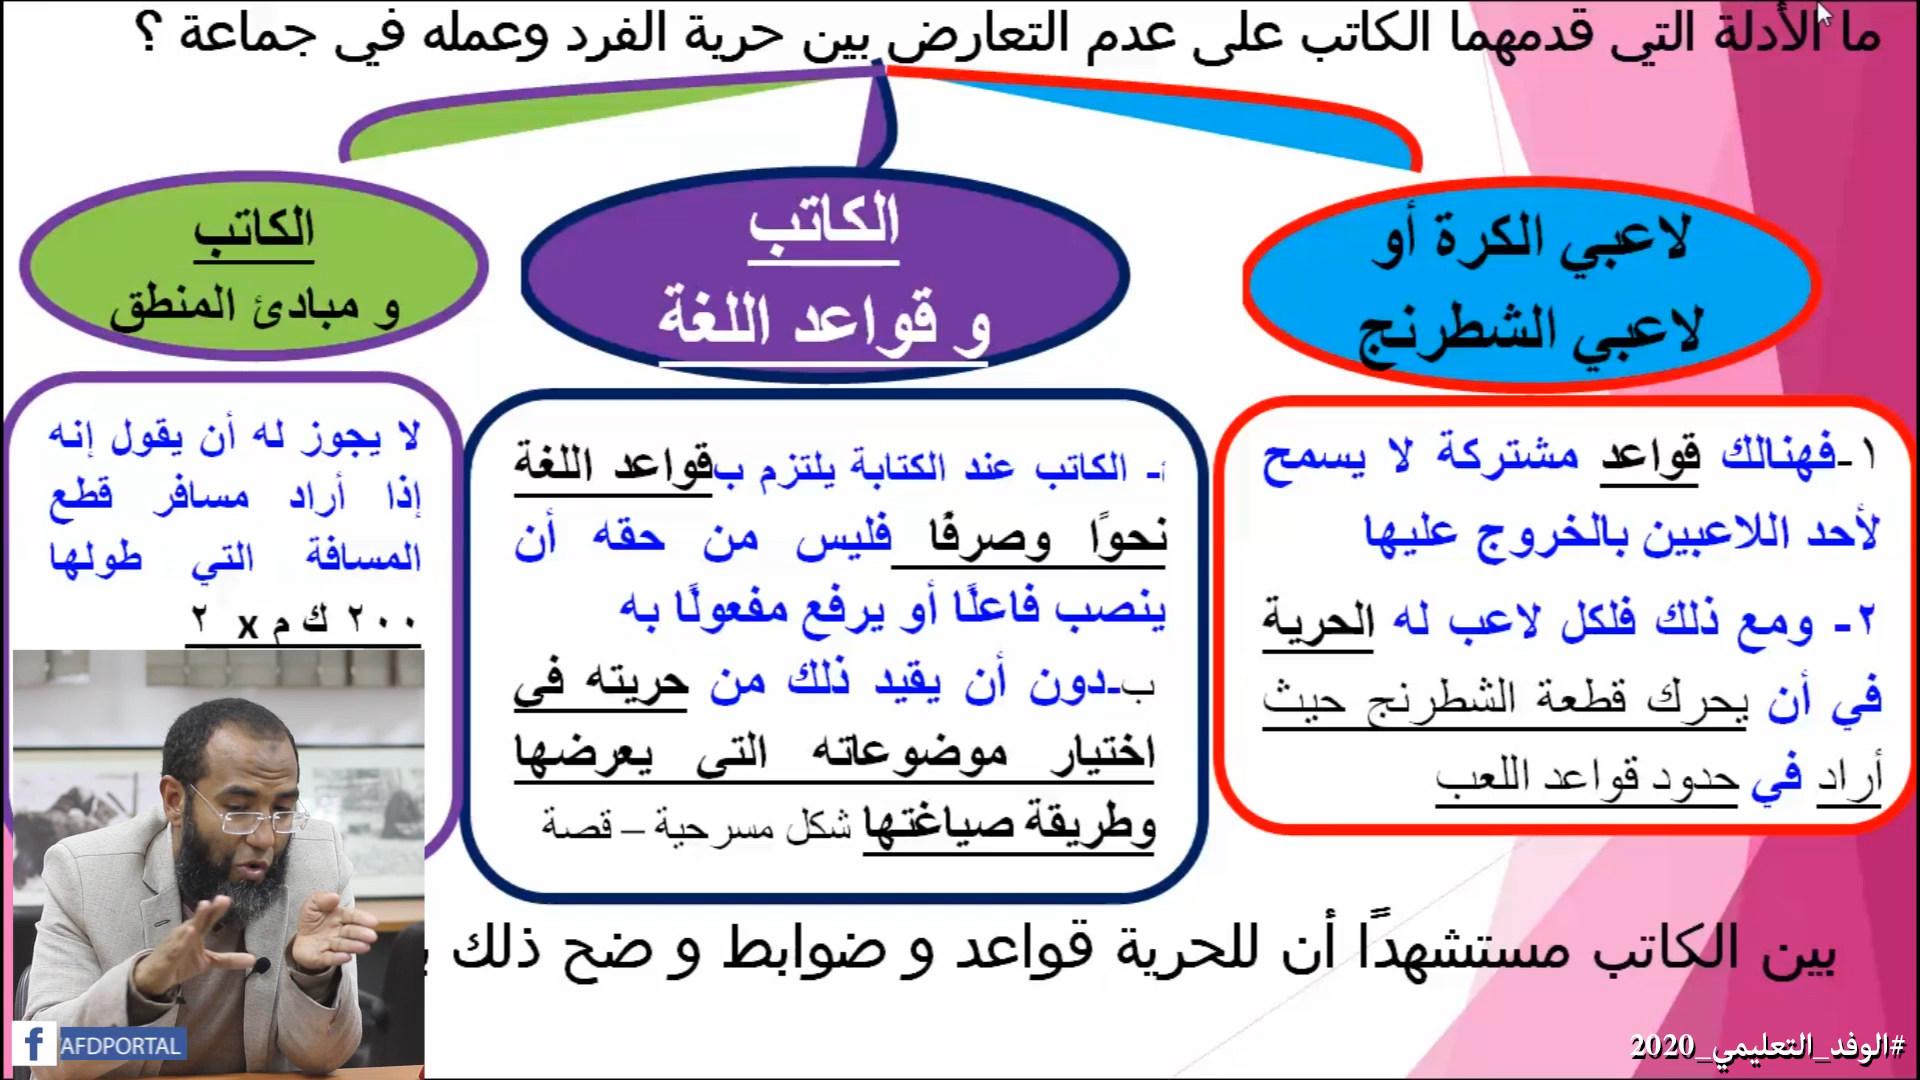 ما الأدلة التي قدمهما الكاتب على عدم التعارض بين حرية الفرد وعمله في جماعة ؟
لاعبي الكرة أو
لاعبي الشطرنج
١-فهنالك قواعد مشتركة لا يسمح
لأحد اللاعبين بالخروج عليها
٢- ومع ذلك فلكل لاعب له الحرية
في أن يحرك قطعة الشطرنج حيث
أراد في حدود قواعد اللعب
الكاتب
و قواعد اللغة
أ- الكاتب عند الكتابة يلتزم بقواعد اللغة
نحوًا وصرفًا فليس من حقه أن
ينصب فاعلًا أو يرفع مفعولًا به
ب-دون أن يقيد ذلك من حريته في
اختيار موضوعاته التي يعرضها
وطريقة صياغتها شكل مسرحية – قصة
الكاتب
و مبادئ المنطق
لا يجوز له أن يقول إنه
إذا أراد مسافر قطع
المسافة التي طولها
٢٠٠ ك م x ٢
بين الكاتب مستشهدًا أن للحرية قواعد و ضوابط و ضح ذلك
f AFDPORTAL
#الوفد_التعليمي_2020